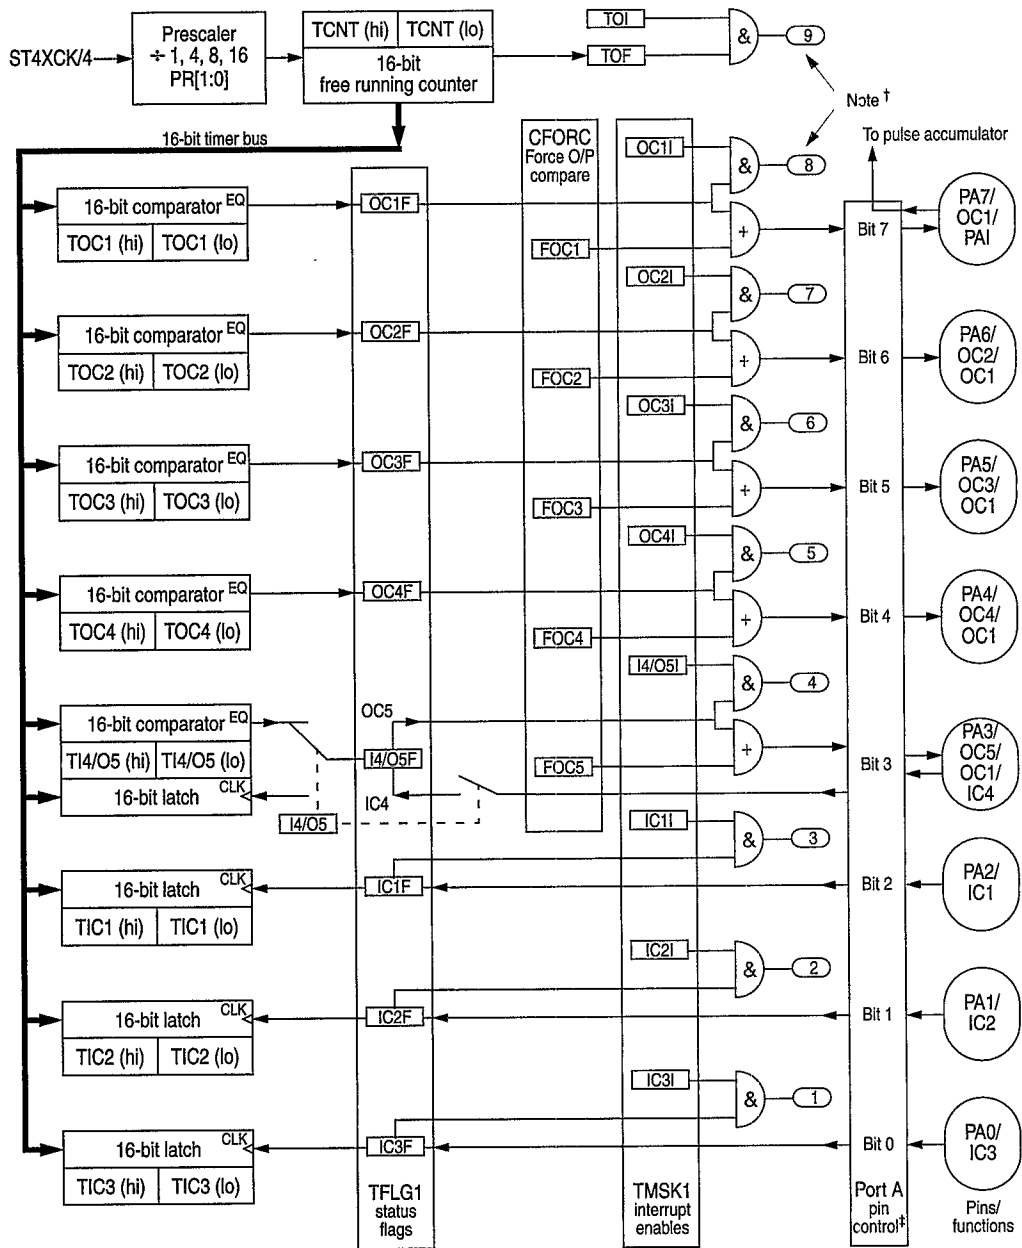 ST4XCK/4
Prescaler
÷ 1, 4, 8, 16
PR[1:0]
TCNT (hi) TCNT (lo)
16-bit
free running counter
TOI
TOF
&
9
Note †
16-bit timer bus
CFORC
Force O/P
compare
To pulse accumulator
OC1I
&
8
16-bit comparator EQ
TOC1 (hi) TOC1 (lo)
OC1F
FOC1
+
Bit 7
PA7/
OC1/
PAI
OC2I
&
7
16-bit comparator EQ
TOC2 (hi) TOC2 (lo)
OC2F
FOC2
+
Bit 6
PA6/
OC2/
OC1
OC3I
&
6
16-bit comparator EQ
TOC3 (hi) TOC3 (lo)
OC3F
FOC3
+
Bit 5
PA5/
OC3/
OC1
OC4I
&
5
16-bit comparator EQ
TOC4 (hi) TOC4 (lo)
OC4F
FOC4
+
Bit 4
PA4/
OC4/
OC1
I4/O5I
&
4
16-bit comparator EQ
TI4/O5 (hi) TI4/O5 (lo)
16-bit latch CLK
OC5
I4/O5F
IC4
I4/O5
FOC5
+
Bit 3
PA3/
OC5/
OC1/
IC4
IC1I
&
3
16-bit latch CLK
TIC1 (hi) TIC1 (lo)
IC1F
Bit 2
PA2/
IC1
IC2I
&
2
16-bit latch CLK
TIC2 (hi) TIC2 (lo)
IC2F
Bit 1
PA1/
IC2
IC3I
&
1
16-bit latch CLK
TIC3 (hi) TIC3 (lo)
IC3F
Bit 0
PA0/
IC3
TFLG1
status
flags
TMSK1
interrupt
enables
Port A
pin
control‡
Pins/
functions